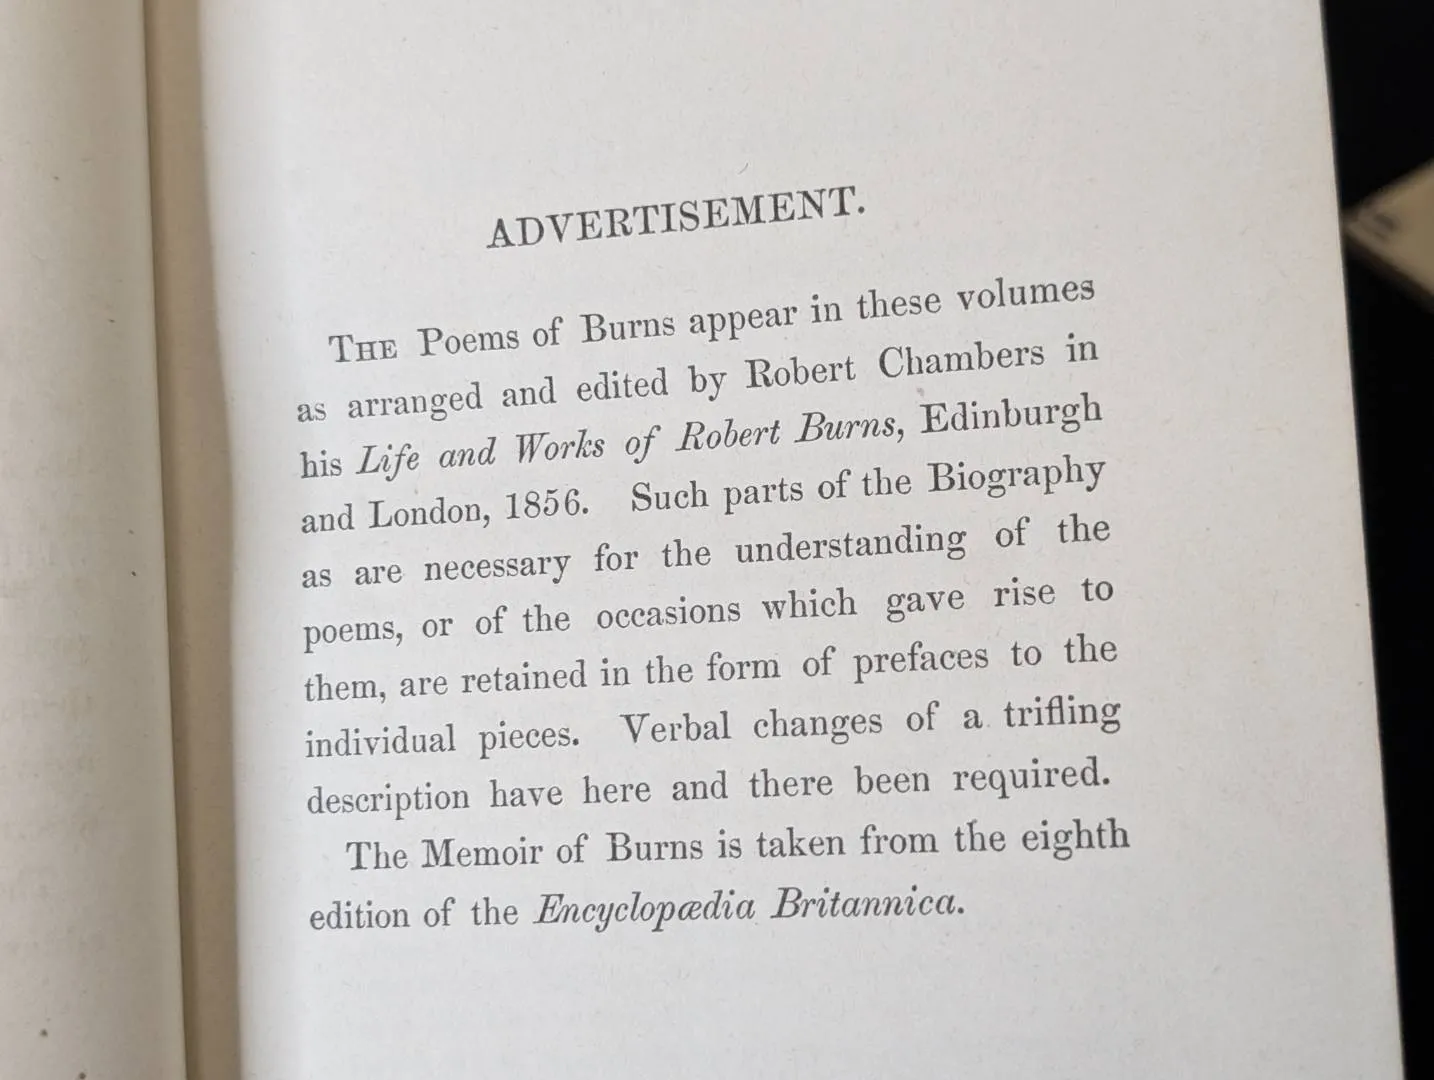 ADVERTISEMENT.
THE Poems of Burns appear in these volumes
as arranged and edited by Robert Chambers in
his Life and Works of Robert Burns, Edinburgh
and London, 1856. Such parts of the Biography
as are necessary for the understanding of the
poems, or of the occasions which gave rise to
them, are retained in the form of prefaces to the
individual pieces. Verbal changes of a trifling
description have here and there been required.
The Memoir of Burns is taken from the eighth
edition of the Encyclopædia Britannica.